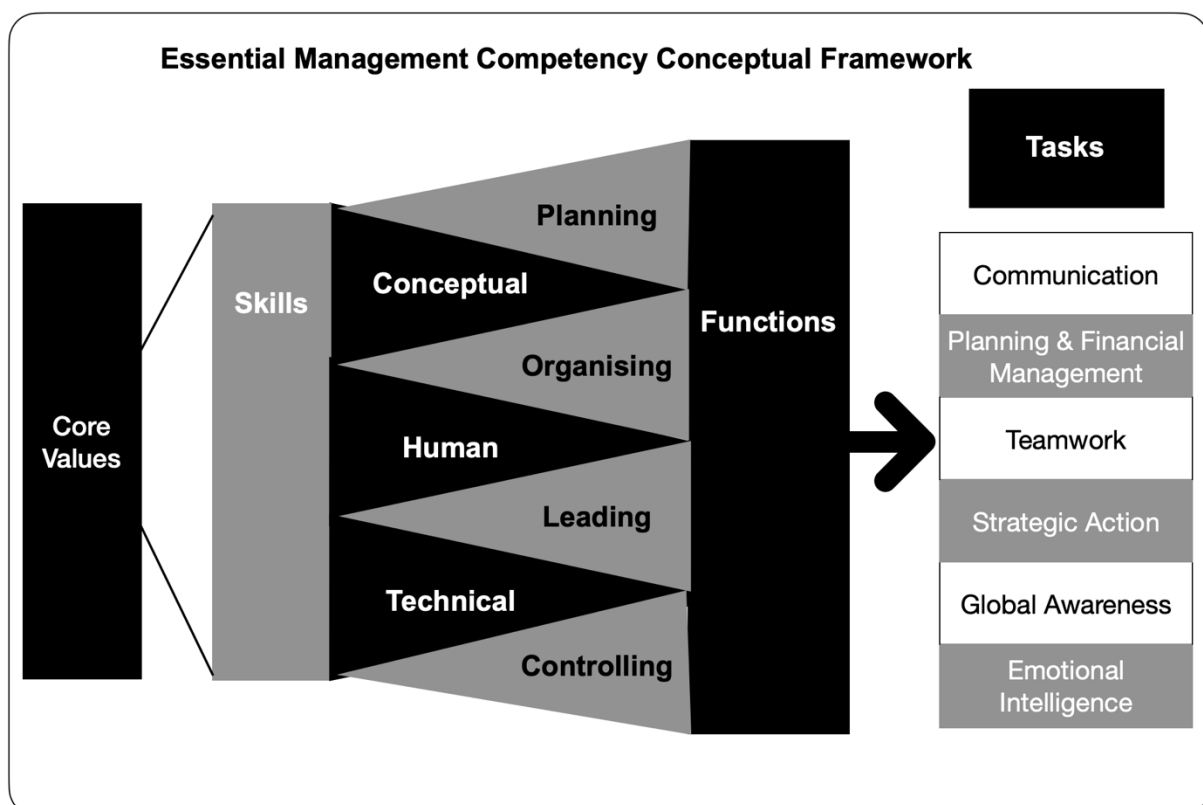 Essential Management Competency Conceptual Framework
Tasks
Core
Values
Skills
Conceptual
Human
Technical
Planning
Organising
Leading
Controlling
Functions
Communication
Planning & Financial
Management
Teamwork
Strategic Action
Global Awareness
Emotional
Intelligence